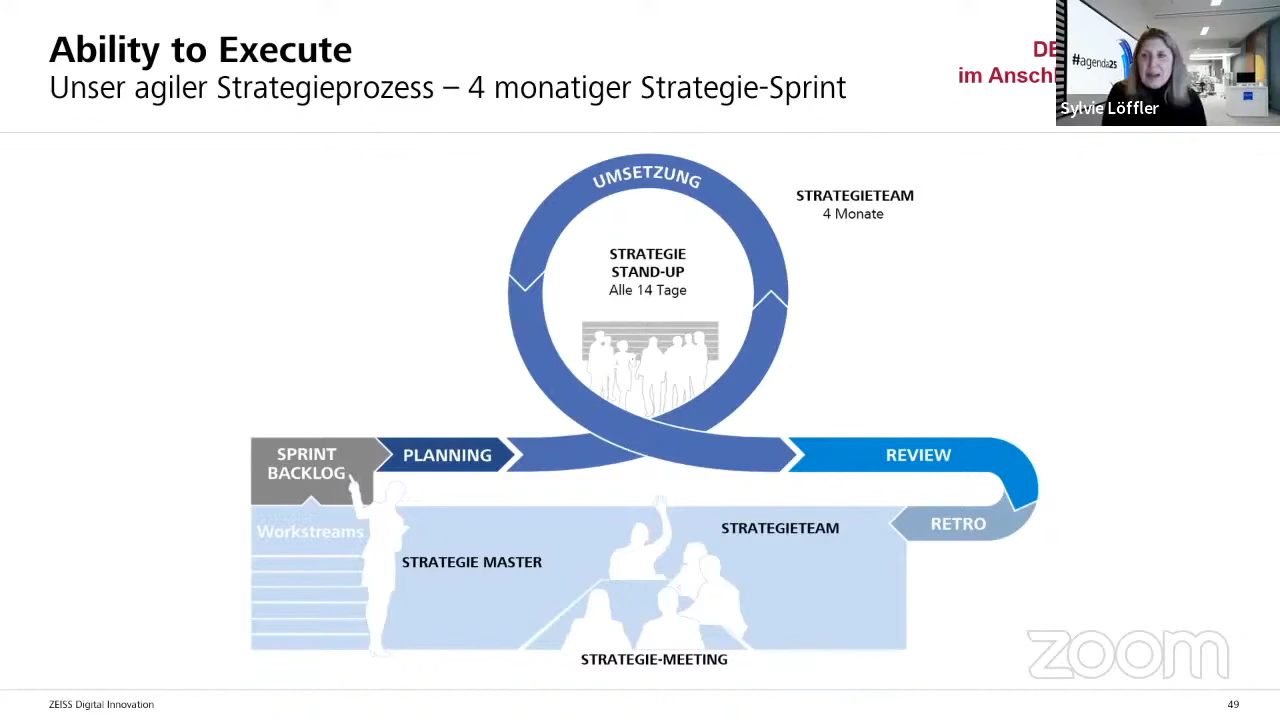 Ability to Execute
Unser agiler Strategieprozess – 4 monatiger Strategie-Sprint
im
#agenda25
Sylvie Löffler
UMSETZUNG
STRATEGIETEAM
4 Monate
STRATEGIE
STAND-UP
Alle 14 Tage
SPRINT
BACKLOG
PLANNING
REVIEW
Workstreams
STRATEGIETEAM
RETRO
STRATEGIE MASTER
STRATEGIE-MEETING
zoom
ZEISS Digital Innovation
49